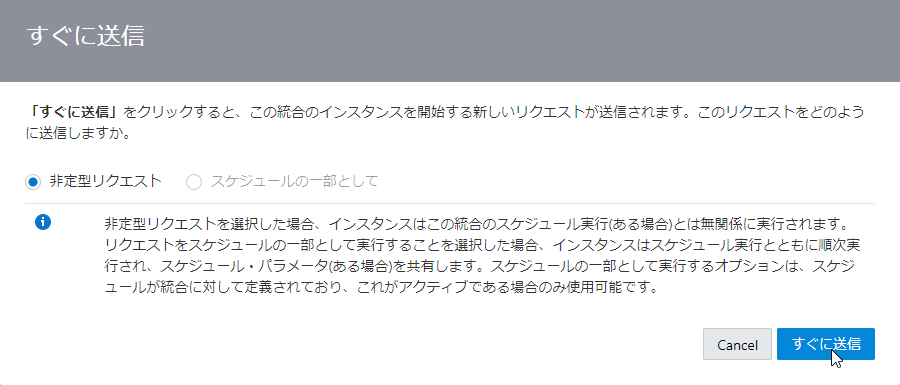 すぐに送信
「すぐに送信」をクリックすると、この統合のインスタンスを開始する新しいリクエストが送信されます。このリクエストをどのよう
に送信しますか。
非定型リクエスト スケジュールの一部として
非定型リクエストを選択した場合、インスタンスはこの統合のスケジュール実行(ある場合)とは無関係に実行されます。
リクエストをスケジュールの一部として実行することを選択した場合、インスタンスはスケジュール実行とともに順次実
行され、スケジュール・パラメータ(ある場合)を共有します。スケジュールの一部として実行するオプションは、スケジ
ュールが統合に対して定義されており、これがアクティブである場合のみ使用可能です。
Cancel すぐに送信